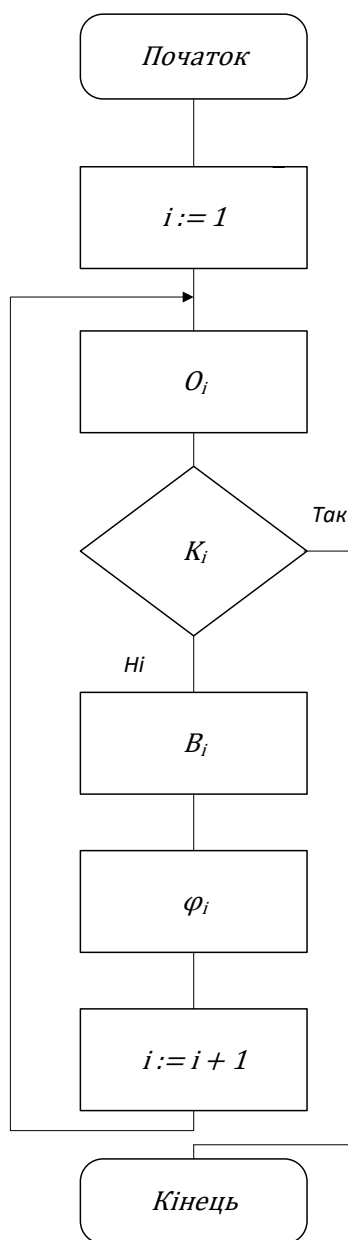 Початок
i := 1
Oᵢ
Так
Kᵢ
Ні
Bᵢ
φᵢ
i := i + 1
Кінець